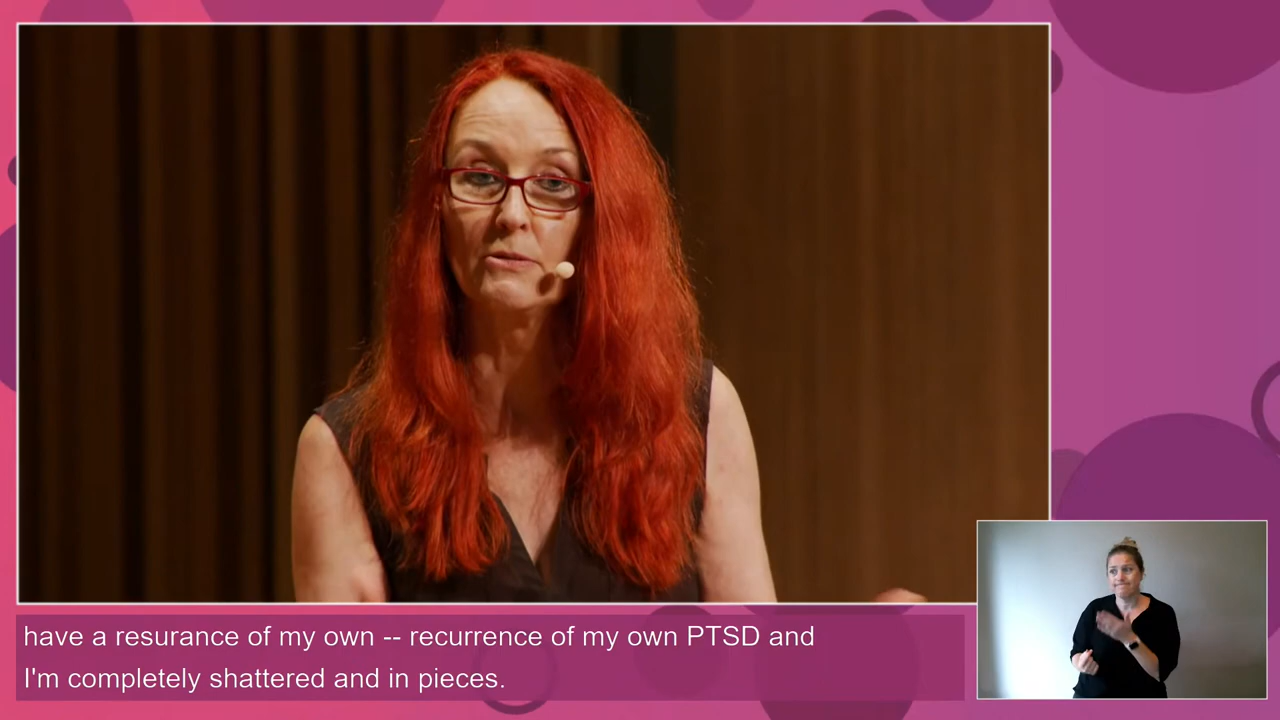 have a resurance of my own -- recurrence of my own PTSD and
I'm completely shattered and in pieces.